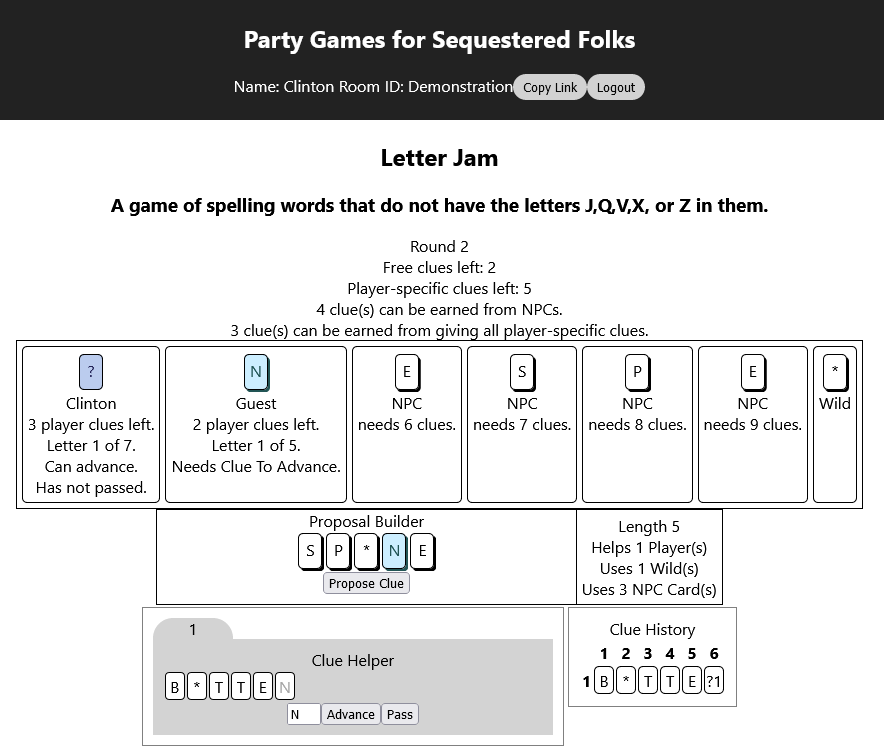 Party Games for Sequestered Folks
Name: Clinton Room ID: Demonstration Copy Link Logout
Letter Jam
A game of spelling words that do not have the letters J,Q,V,X, or Z in them.
Round 2
Free clues left: 2
Player-specific clues left: 5
4 clue(s) can be earned from NPCs.
3 clue(s) can be earned from giving all player-specific clues.
?
Clinton
3 player clues left.
Letter 1 of 7.
Can advance.
Has not passed.
N
Guest
2 player clues left.
Letter 1 of 5.
Needs Clue To Advance.
E
NPC
needs 6 clues.
S
NPC
needs 7 clues.
P
NPC
needs 8 clues.
E
NPC
needs 9 clues.
*
Wild
Proposal Builder
S P * N E
Propose Clue
Length 5
Helps 1 Player(s)
Uses 1 Wild(s)
Uses 3 NPC Card(s)
1
Clue Helper
B * T T E N
N Advance Pass
Clue History
1 2 3 4 5 6
1 B * T T E ?1